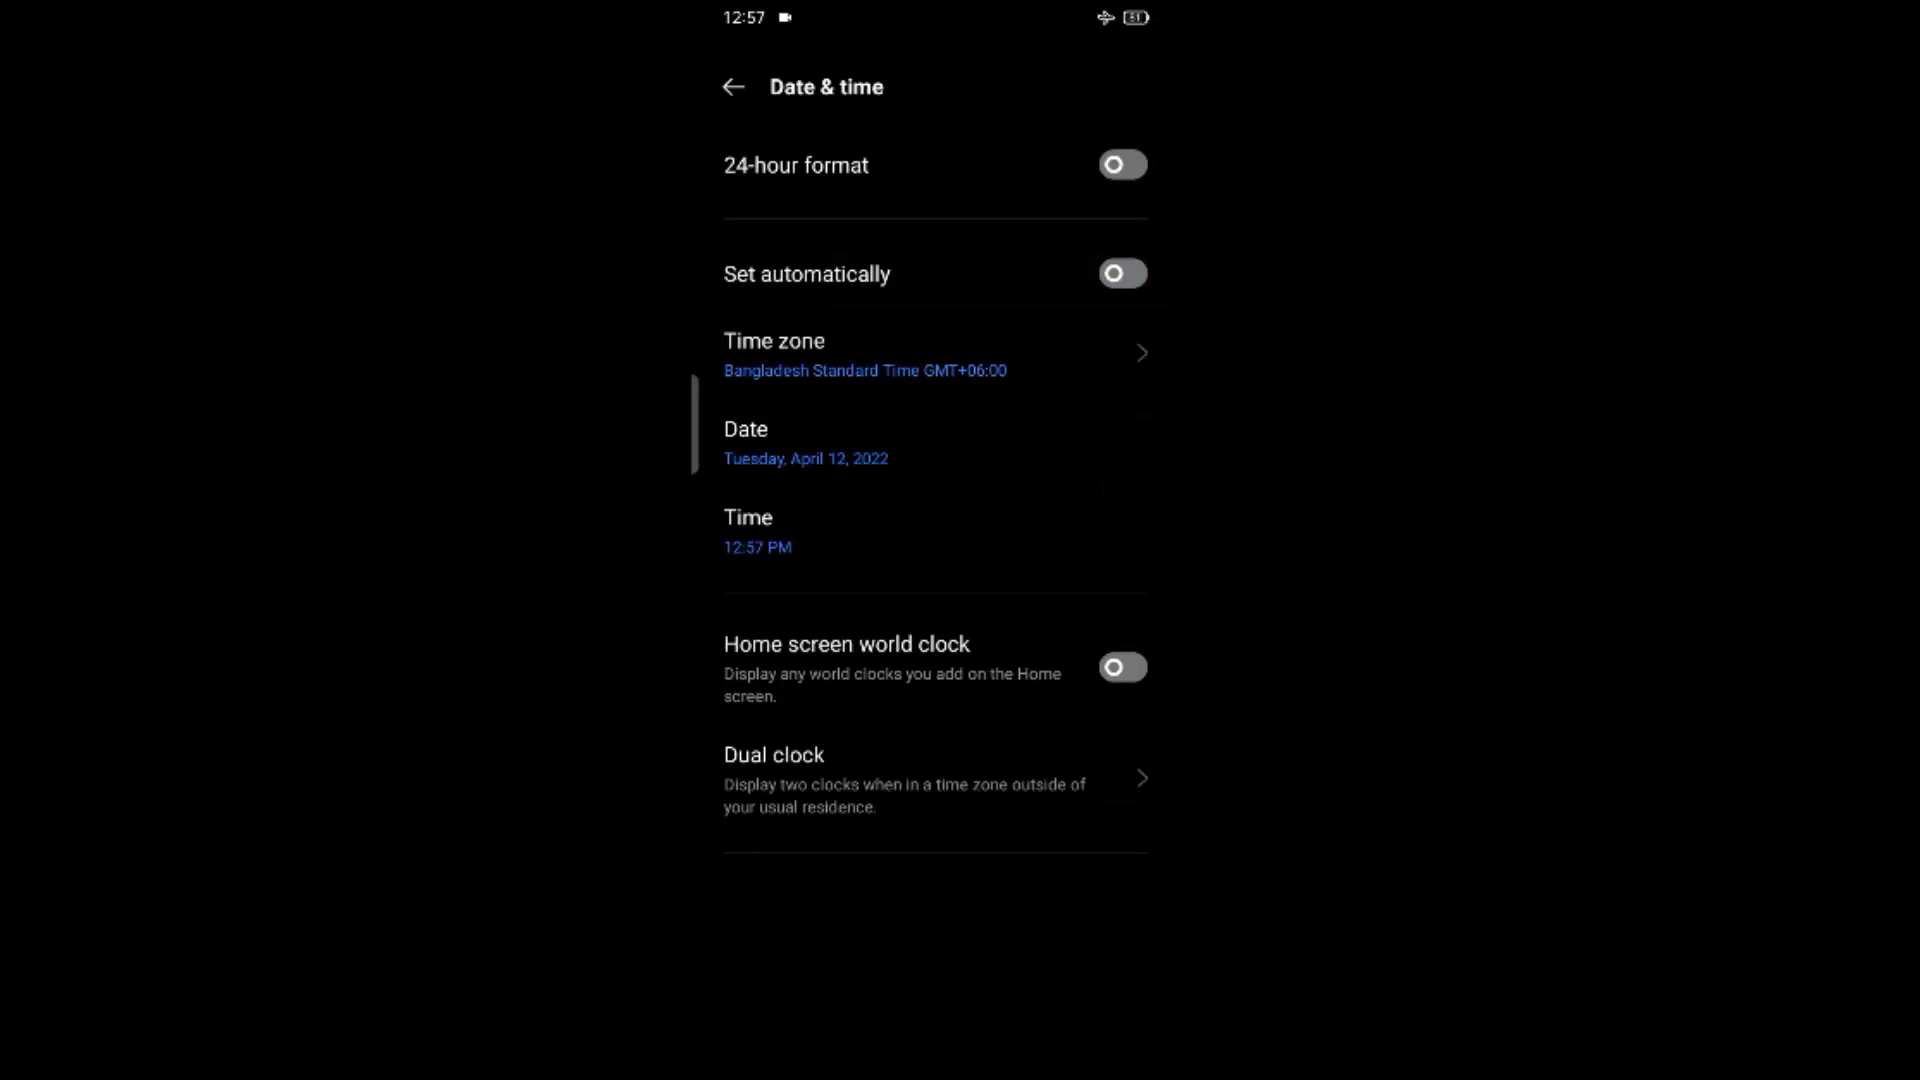 12:57
Date & time
24-hour format
Set automatically
Time zone
Bangladesh Standard Time GMT+06:00
Date
Tuesday, April 12, 2022
Time
12:57 PM
Home screen world clock
Display any world clocks you add on the Home
screen.
Dual clock
Display two clocks when in a time zone outside of
your usual residence.